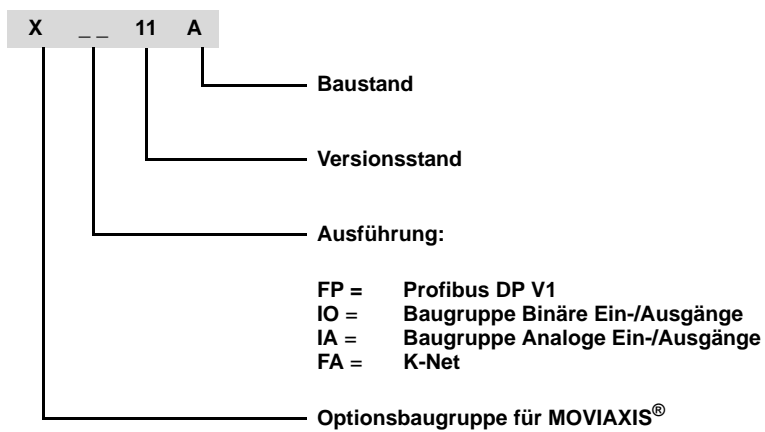 X _ _ 11 A
Baustand
Versionsstand
Ausführung:
FP = Profibus DP V1
IO = Baugruppe Binäre Ein-/Ausgänge
IA = Baugruppe Analoge Ein-/Ausgänge
FA = K-Net
Optionsbaugruppe für MOVIAXIS®